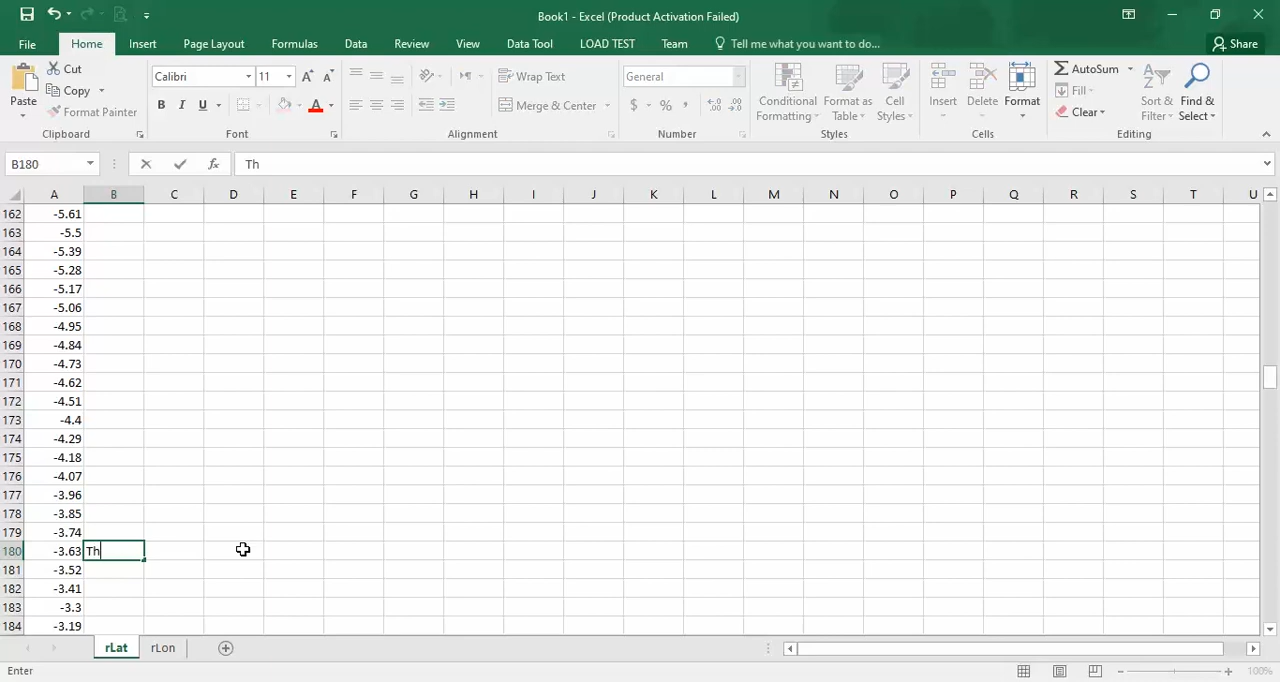 Book1 - Excel (Product Activation Failed)
File Home Insert Page Layout Formulas Data Review View Data Tool LOAD TEST Team Tell me what you want to do... Share
Paste Cut Copy Format Painter Clipboard
Calibri 11 B I U A Font
Wrap Text Merge & Center Alignment
General $ % , Number
Conditional Formatting Format as Table Cell Styles Styles
Insert Delete Format Cells
AutoSum Fill Clear Sort & Filter Find & Select Editing
B180 fx Th
A B C D E F G H I J K L M N O P Q R S T U
162 -5.61
163 -5.5
164 -5.39
165 -5.28
166 -5.17
167 -5.06
168 -4.95
169 -4.84
170 -4.73
171 -4.62
172 -4.51
173 -4.4
174 -4.29
175 -4.18
176 -4.07
177 -3.96
178 -3.85
179 -3.74
180 -3.63 Th
181 -3.52
182 -3.41
183 -3.3
184 -3.19
rLat rLon
Enter 100%